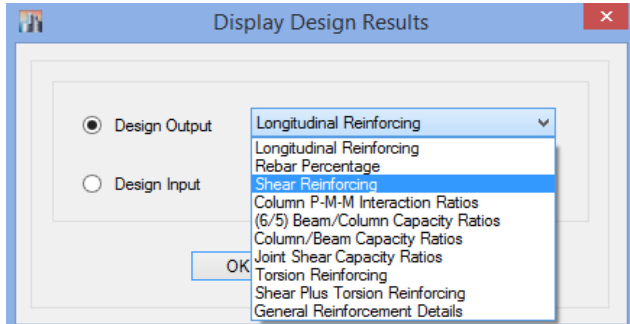 Display Design Results
Design Output
Longitudinal Reinforcing
Longitudinal Reinforcing
Rebar Percentage
Design Input
Shear Reinforcing
Column P-M-M Interaction Ratios
(6/5) Beam/Column Capacity Ratios
Column/Beam Capacity Ratios
Joint Shear Capacity Ratios
OK
Torsion Reinforcing
Shear Plus Torsion Reinforcing
General Reinforcement Details